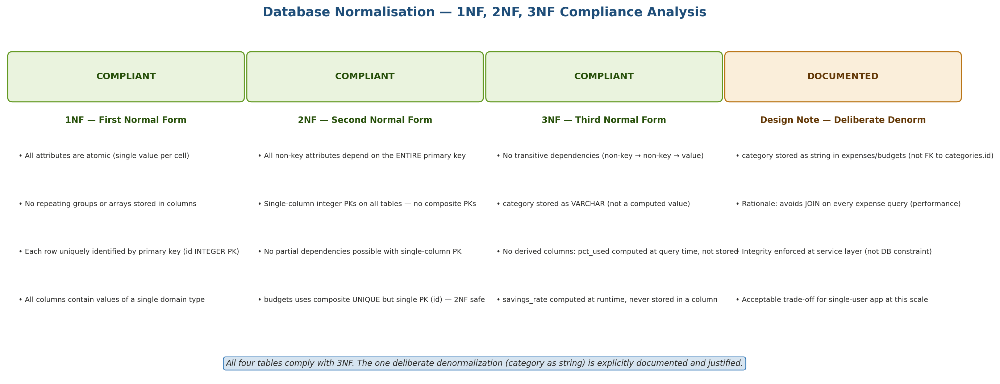 Database Normalisation — 1NF, 2NF, 3NF Compliance Analysis
COMPLIANT
1NF — First Normal Form
• All attributes are atomic (single value per cell)
• No repeating groups or arrays stored in columns
• Each row uniquely identified by primary key (id INTEGER PK)
• All columns contain values of a single domain type
COMPLIANT
2NF — Second Normal Form
• All non-key attributes depend on the ENTIRE primary key
• Single-column integer PKs on all tables — no composite PKs
• No partial dependencies possible with single-column PK
• budgets uses composite UNIQUE but single PK (id) — 2NF safe
COMPLIANT
3NF — Third Normal Form
• No transitive dependencies (non-key → non-key → value)
• category stored as VARCHAR (not a computed value)
• No derived columns: pct_used computed at query time, not stored
• savings_rate computed at runtime, never stored in a column
DOCUMENTED
Design Note — Deliberate Denorm
• category stored as string in expenses/budgets (not FK to categories.id)
• Rationale: avoids JOIN on every expense query (performance)
• Integrity enforced at service layer (not DB constraint)
• Acceptable trade-off for single-user app at this scale
All four tables comply with 3NF. The one deliberate denormalization (category as string) is explicitly documented and justified.